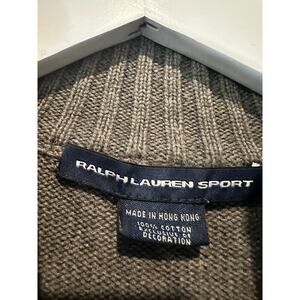 RALPH LAUREN SPORT
MADE IN HONG KONG
100% COTTON
EXCLUSIVE OF
DECORATION